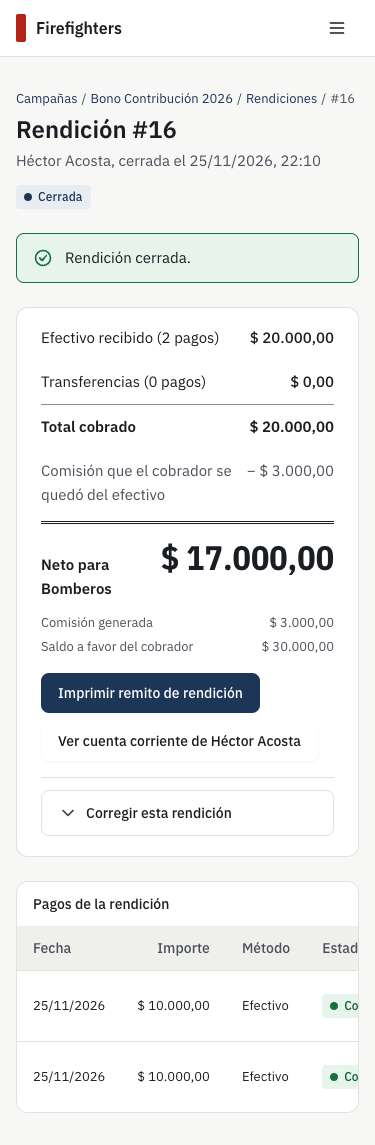 Firefighters
Campañas / Bono Contribución 2026 / Rendiciones / #16
Rendición #16
Héctor Acosta, cerrada el 25/11/2026, 22:10
Cerrada
Rendición cerrada.
Efectivo recibido (2 pagos) $ 20.000,00
Transferencias (0 pagos) $ 0,00
Total cobrado $ 20.000,00
Comisión que el cobrador se − $ 3.000,00
quedó del efectivo
Neto para $ 17.000,00
Bomberos
Comisión generada $ 3.000,00
Saldo a favor del cobrador $ 30.000,00
Imprimir remito de rendición
Ver cuenta corriente de Héctor Acosta
Corregir esta rendición
Pagos de la rendición
Fecha Importe Método Estad
25/11/2026 $ 10.000,00 Efectivo Co
25/11/2026 $ 10.000,00 Efectivo Co